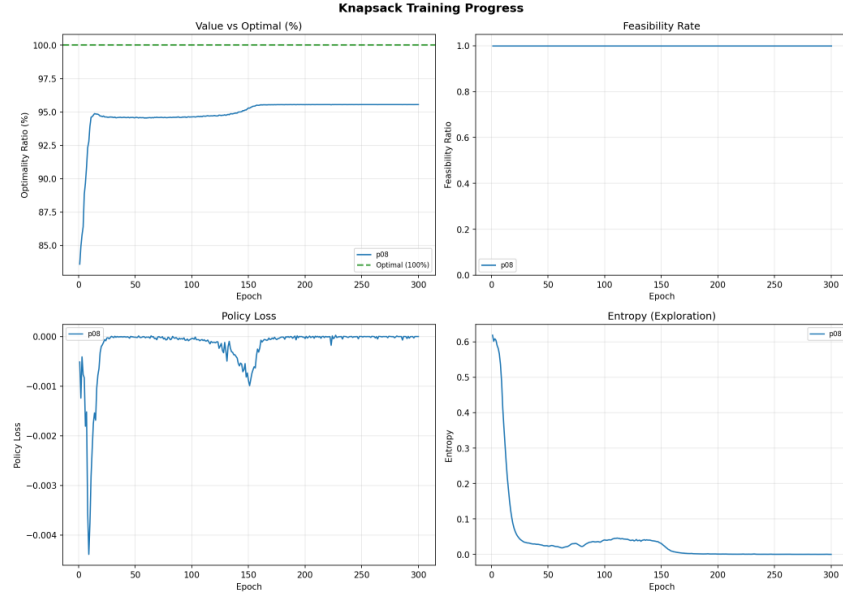 Knapsack Training Progress
Value vs Optimal (%)
Optimality Ratio (%)
100.0
97.5
95.0
92.5
90.0
87.5
85.0
0 50 100 150 200 250 300
Epoch
p08
Optimal (100%)
Feasibility Rate
Feasibility Ratio
1.0
0.8
0.6
0.4
0.2
0.0
0 50 100 150 200 250 300
Epoch
p08
Policy Loss
Policy Loss
0.000
−0.001
−0.002
−0.003
−0.004
0 50 100 150 200 250 300
Epoch
p08
Entropy (Exploration)
Entropy
0.6
0.5
0.4
0.3
0.2
0.1
0.0
0 50 100 150 200 250 300
Epoch
p08